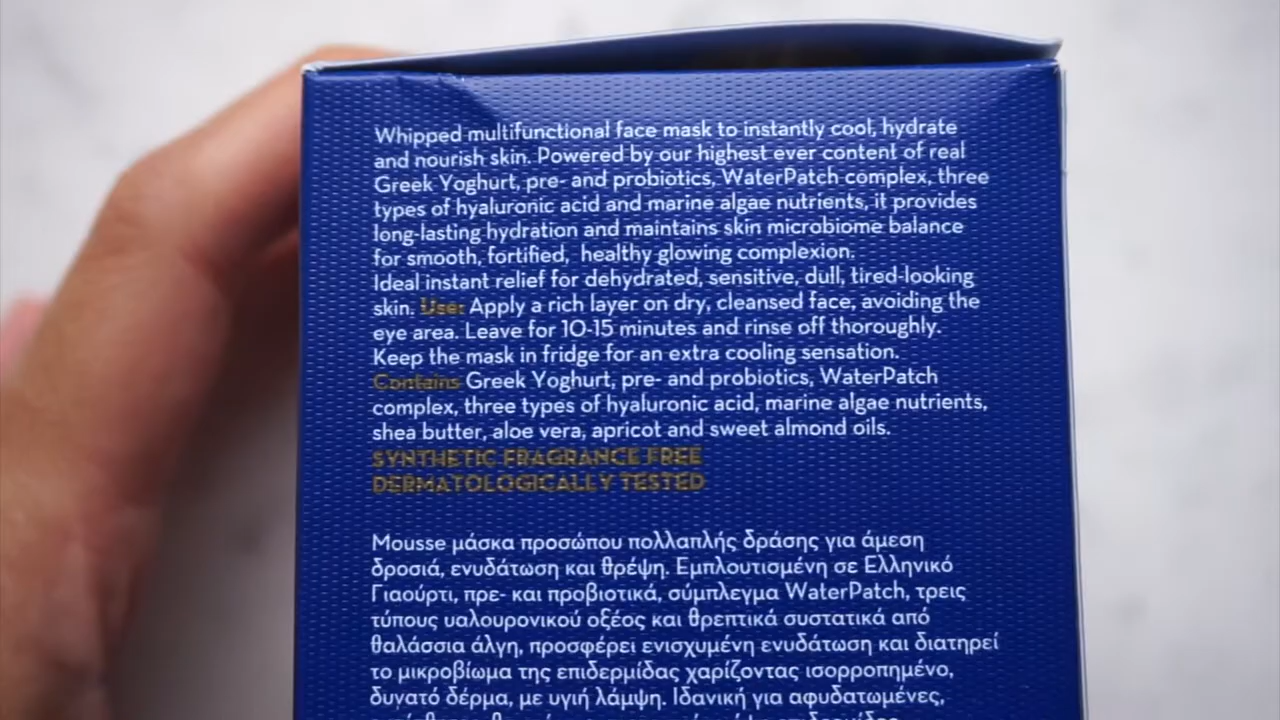 Whipped multifunctional face mask to instantly cool, hydrate
and nourish skin. Powered by our highest ever content of real
Greek Yoghurt, pre- and probiotics, WaterPatch complex, three
types of hyaluronic acid and marine algae nutrients, it provides
long-lasting hydration and maintains skin microbiome balance
for smooth, fortified, healthy glowing complexion.
Ideal instant relief for dehydrated, sensitive, dull, tired-looking
skin. Use: Apply a rich layer on dry, cleansed face, avoiding the
eye area. Leave for 10-15 minutes and rinse off thoroughly.
Keep the mask in fridge for an extra cooling sensation.
Contains Greek Yoghurt, pre- and probiotics, WaterPatch
complex, three types of hyaluronic acid, marine algae nutrients,
shea butter, aloe vera, apricot and sweet almond oils.
SYNTHETIC FRAGRANCE FREE
DERMATOLOGICALLY TESTED
Mousse μάσκα προσώπου πολλαπλής δράσης για άμεση
δροσιά, ενυδάτωση και θρέψη. Εμπλουτισμένη σε Ελληνικό
Γιαούρτι, πρε- και προβιοτικά, σύμπλεγμα WaterPatch, τρεις
τύπους υαλουρονικού οξέος και θρεπτικά συστατικά από
θαλάσσια άλγη, προσφέρει ενισχυμένη ενυδάτωση και διατηρεί
το μικροβίωμα της επιδερμίδας χαρίζοντας ισορροπημένο,
δυνατό δέρμα, με υγιή λάμψη. Ιδανική για αφυδατωμένες,